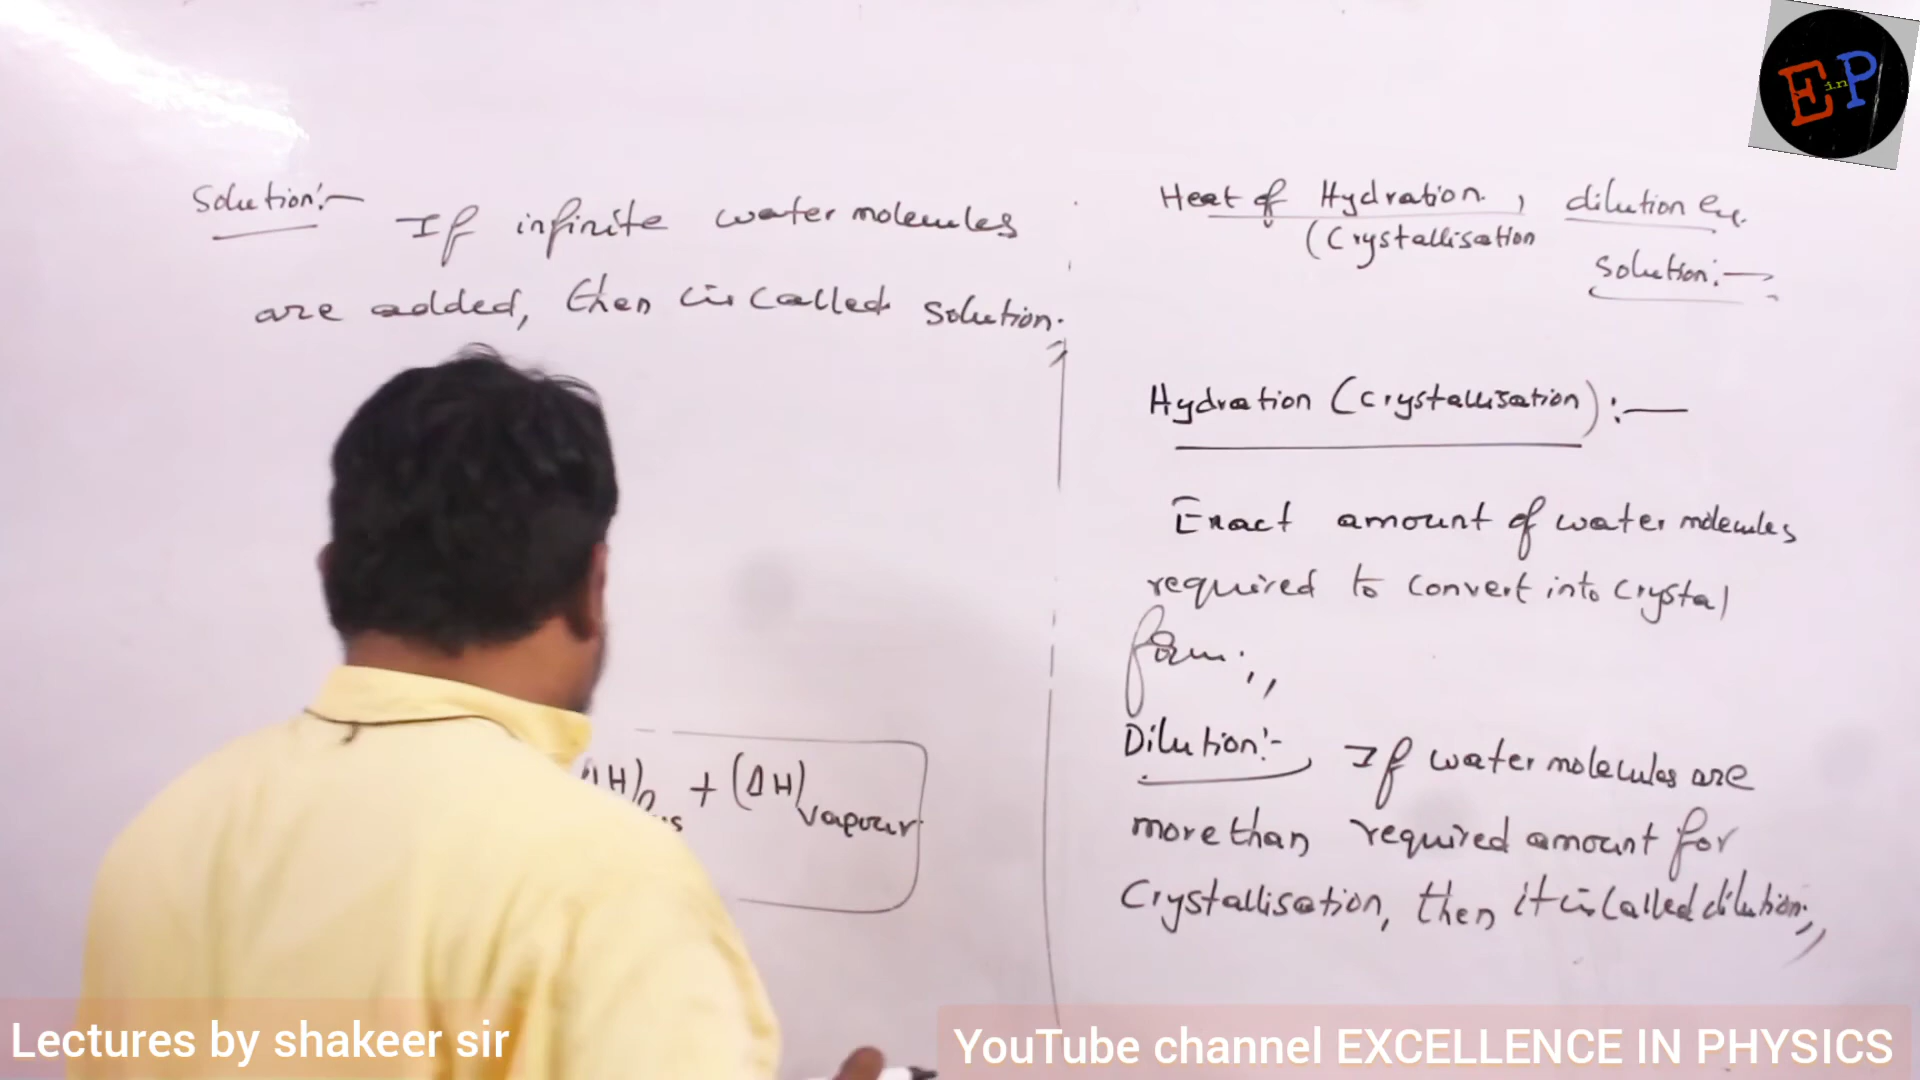 E in P
Solution:-
If infinite water molecules
are added, then it is called solution.
(ΔH) + (ΔH)vapour
Heat of Hydration, dilution &
(Crystallisation
solution:-
Hydration (crystallisation) :-
Exact amount of water molecules
required to convert into crystal
form.,,
Dilution:- If water molecules are
more than required amount for
Crystallisation, then it is called dilution.,,
Lectures by shakeer sir
YouTube channel EXCELLENCE IN PHYSICS